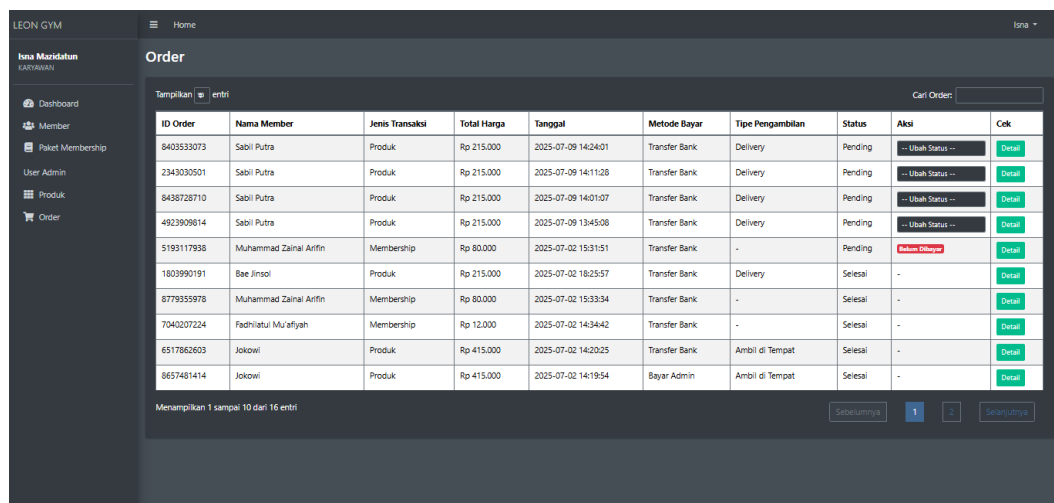 LEON GYM
Home
Isna
Isna Mazidatun
KARYAWAN
Dashboard
Member
Paket Membership
User Admin
Produk
Order
Order
Tampilkan entri
Cari Order:
ID Order Nama Member Jenis Transaksi Total Harga Tanggal Metode Bayar Tipe Pengambilan Status Aksi Cek
8403533073 Sabil Putra Produk Rp 215.000 2025-07-09 14:24:01 Transfer Bank Delivery Pending -- Ubah Status -- Detail
2343030501 Sabil Putra Produk Rp 215.000 2025-07-09 14:11:28 Transfer Bank Delivery Pending -- Ubah Status -- Detail
8438728710 Sabil Putra Produk Rp 215.000 2025-07-09 14:01:07 Transfer Bank Delivery Pending -- Ubah Status -- Detail
4923909814 Sabil Putra Produk Rp 215.000 2025-07-09 13:45:08 Transfer Bank Delivery Pending -- Ubah Status -- Detail
5193117938 Muhammad Zainal Arifin Membership Rp 80.000 2025-07-02 15:31:51 Transfer Bank - Pending Belum Dibayar Detail
1803990191 Bae Jinsol Produk Rp 215.000 2025-07-02 18:25:57 Transfer Bank Delivery Selesai - Detail
8779355978 Muhammad Zainal Arifin Membership Rp 80.000 2025-07-02 15:33:34 Transfer Bank - Selesai - Detail
7040207224 Fadhilatul Mu'afiyah Membership Rp 12.000 2025-07-02 14:34:42 Transfer Bank - Selesai - Detail
6517862603 Jokowi Produk Rp 415.000 2025-07-02 14:20:25 Transfer Bank Ambil di Tempat Selesai - Detail
8657481414 Jokowi Produk Rp 415.000 2025-07-02 14:19:54 Bayar Admin Ambil di Tempat Selesai - Detail
Menampilkan 1 sampai 10 dari 16 entri
Sebelumnya 1 2 Selanjutnya